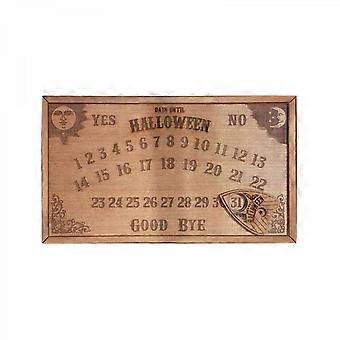 DAYS UNTIL
YES HALLOWEEN NO
1 2 3 4 5 6 7 8 9 10 11 12 13
14 15 16 17 18 19 20 21 22
23 24 25 26 27 28 29 3 31
GOOD BYE